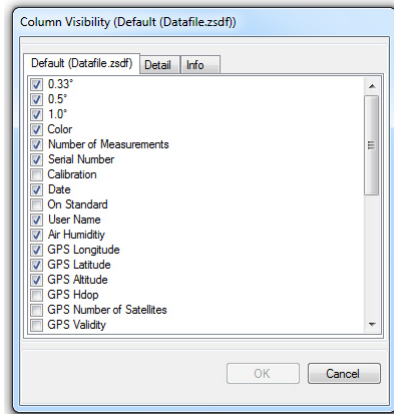 Column Visibility (Default (Datafile.zsdf))
Default (Datafile.zsdf) Detail Info
0.33°
0.5°
1.0°
Color
Number of Measurements
Serial Number
Calibration
Date
On Standard
User Name
Air Humiditiy
GPS Longitude
GPS Latitude
GPS Altitude
GPS Hdop
GPS Number of Satellites
GPS Validity
OK Cancel